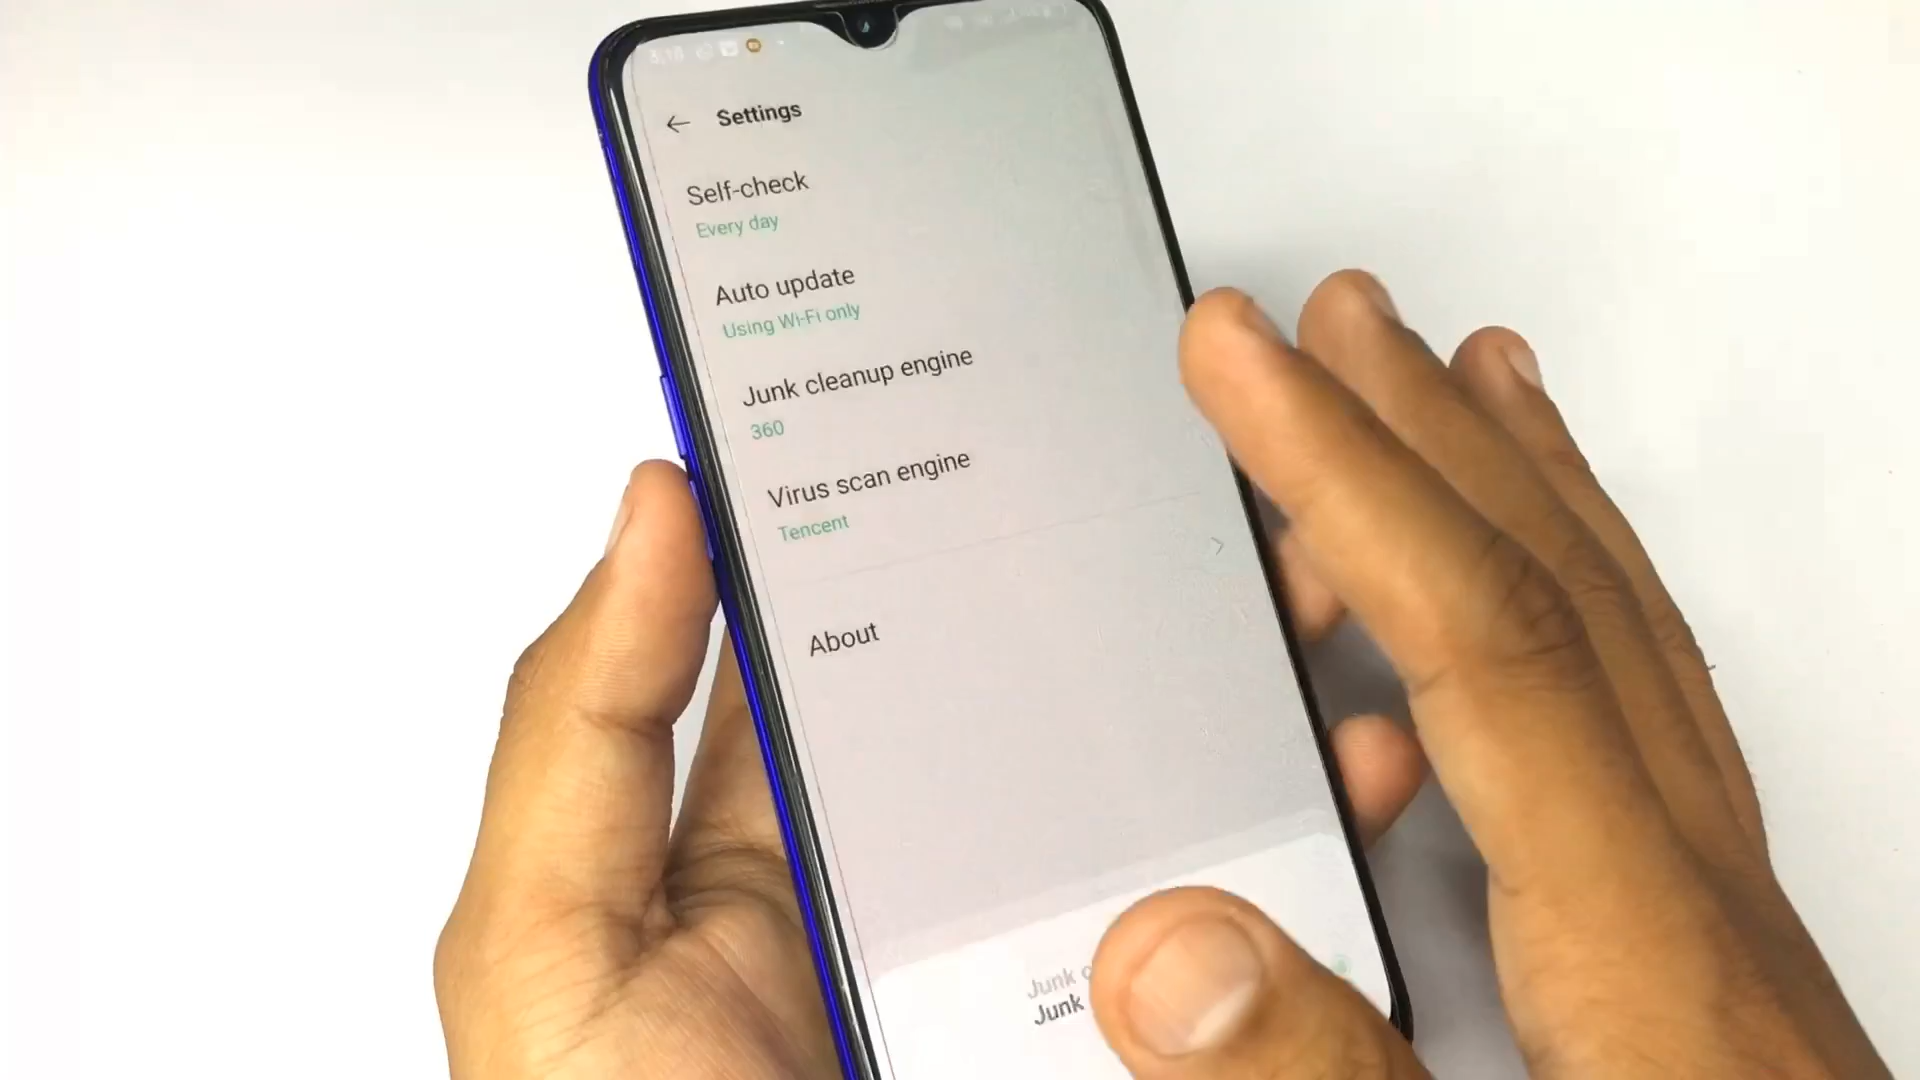 Settings
Self-check
Every day
Auto update
Using Wi-Fi only
Junk cleanup engine
360
Virus scan engine
Tencent
About
Junk
Junk